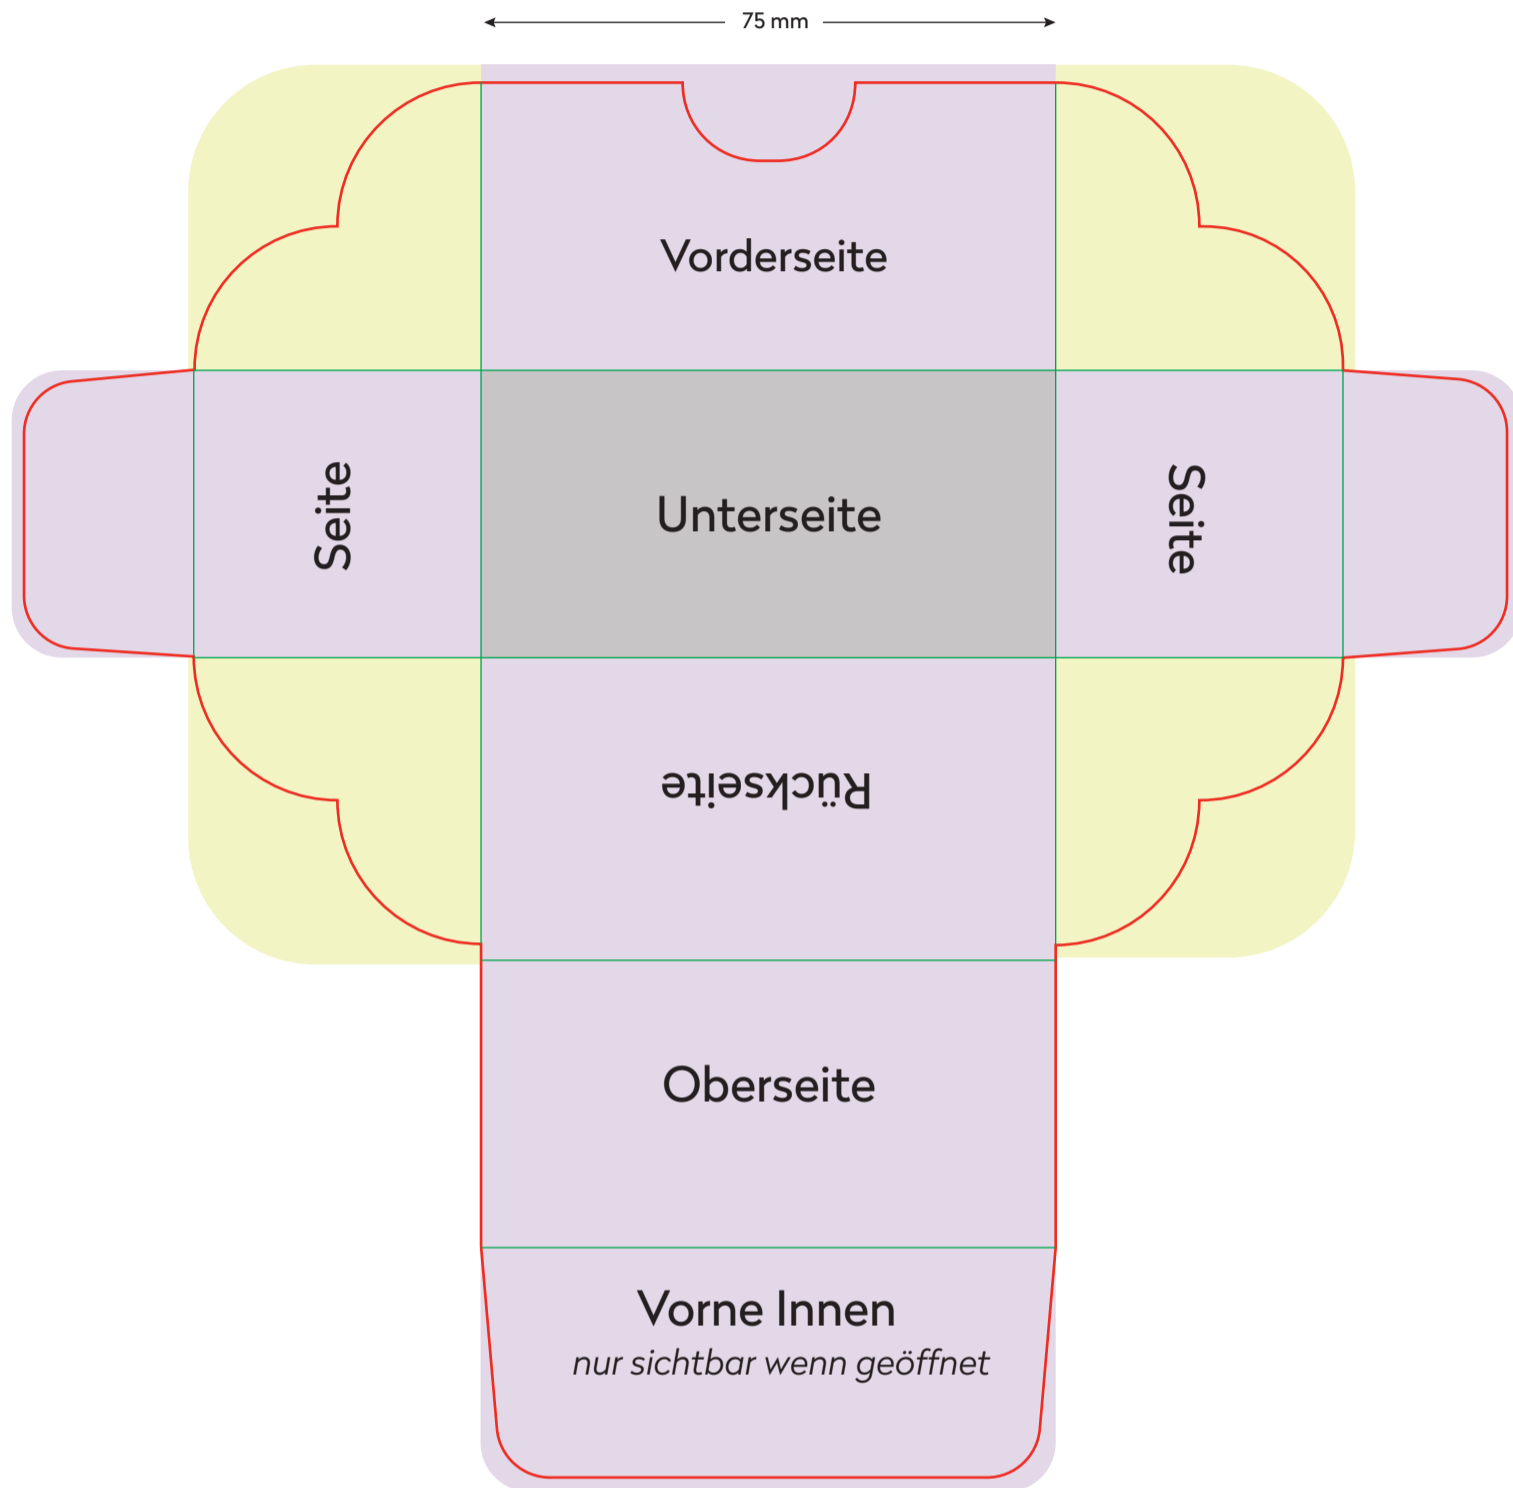 75 mm
Vorderseite
Seite
Unterseite
Seite
Rückseite
Oberseite
Vorne Innen
nur sichtbar wenn geöffnet